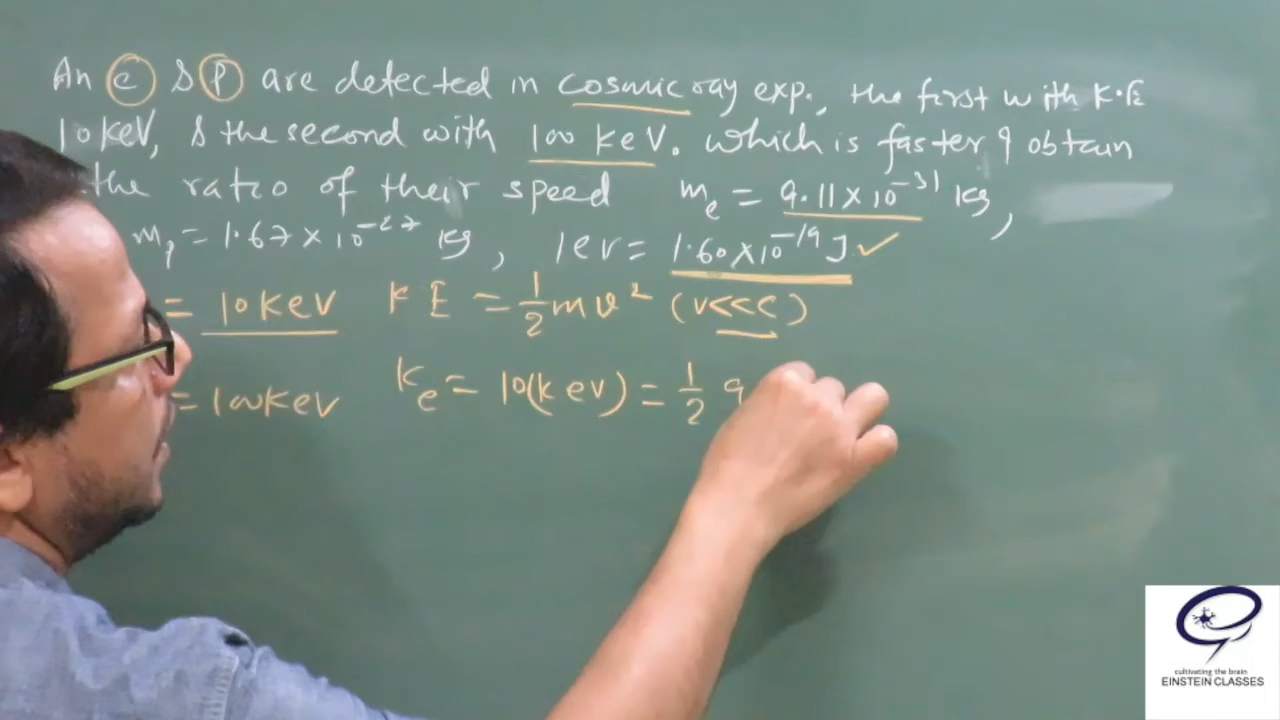 An e & P are detected in cosmic ray exp., the first with K.E
10 keV, & the second with 100 keV. which is faster ? obtain
the ratio of their speed me = 9.11 × 10⁻³¹ kg,
mp = 1.67 × 10⁻²⁷ kg, 1ev = 1.60×10⁻¹⁹ J ✓
= 10 keV KE = 1/2 mv² (v<<<c)
= 100 keV Ke = 10(k ev) = 1/2 9
cultivating the brain
EINSTEIN CLASSES